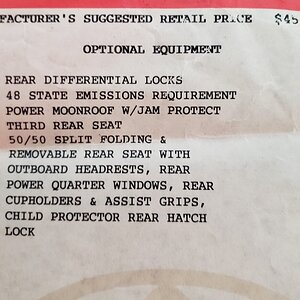 FACTURER'S SUGGESTED RETAIL PRICE $45
OPTIONAL EQUIPMENT
REAR DIFFERENTIAL LOCKS
48 STATE EMISSIONS REQUIREMENT
POWER MOONROOF W/JAM PROTECT
THIRD REAR SEAT
50/50 SPLIT FOLDING &
REMOVABLE REAR SEAT WITH
OUTBOARD HEADRESTS, REAR
POWER QUARTER WINDOWS, REAR
CUPHOLDERS & ASSIST GRIPS,
CHILD PROTECTOR REAR HATCH
LOCK